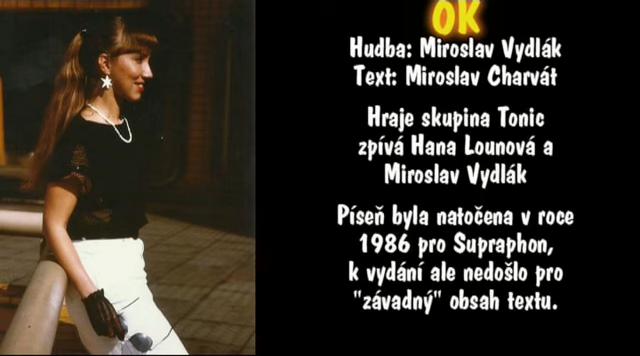 OK
Hudba: Miroslav Vydlák
Text: Miroslav Charvát
Hraje skupina Tonic
zpívá Hana Lounová a
Miroslav Vydlák
Píseň byla natočena v roce
1986 pro Supraphon,
k vydání ale nedošlo pro
"závadný" obsah textu.